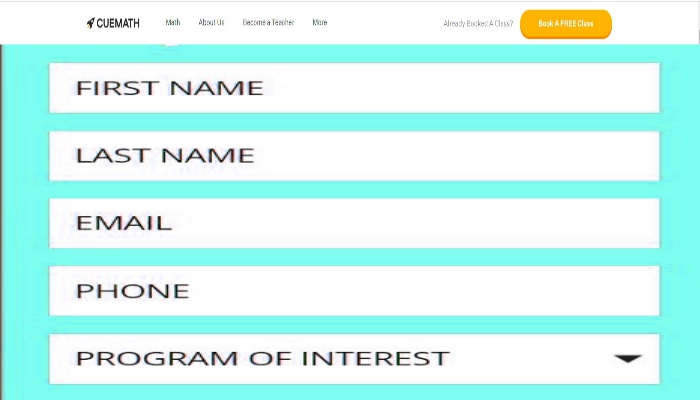 CUEMATH
Math
About Us
Become a Teacher
More
Already Booked A Class?
Book A FREE Class
FIRST NAME
LAST NAME
EMAIL
PHONE
PROGRAM OF INTEREST